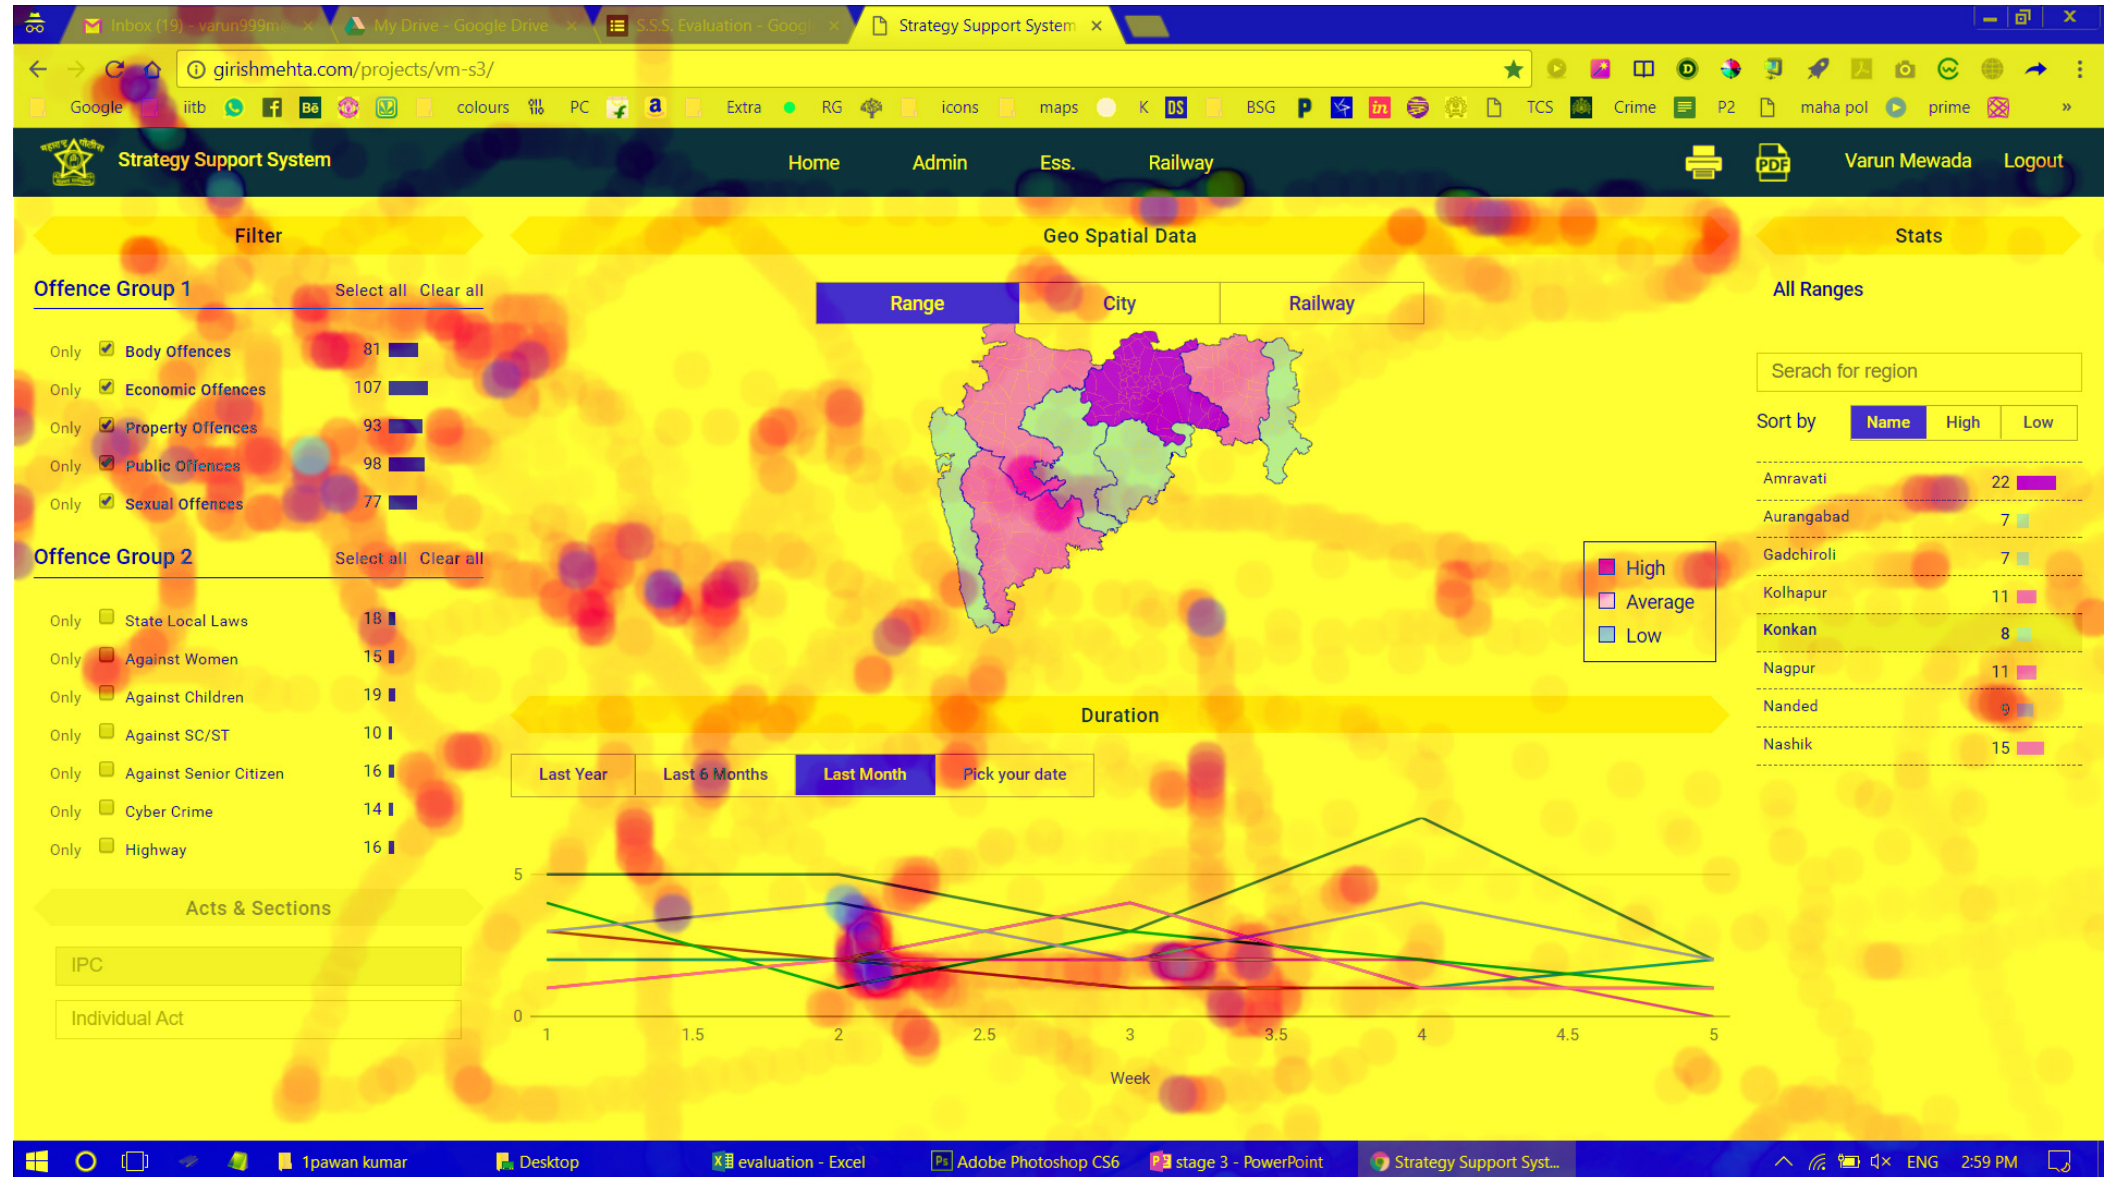 Inbox (19) - varun999m
My Drive - Google Drive
S.S.S. Evaluation - Goog
Strategy Support System
girishmehta.com/projects/vm-s3/
Google
iitb
Bē
colours
PC
a
Extra
RG
icons
maps
K
DS
BSG
P
in
TCS
Crime
P2
maha pol
prime
»
Strategy Support System
Home
Admin
Ess.
Railway
PDF
Varun Mewada
Logout
Filter
Geo Spatial Data
Stats
Offence Group 1
Select all Clear all
Only Body Offences 81
Only Economic Offences 107
Only Property Offences 93
Only Public Offences 98
Only Sexual Offences 77
Offence Group 2
Select all Clear all
Only State Local Laws 18
Only Against Women 15
Only Against Children 19
Only Against SC/ST 10
Only Against Senior Citizen 16
Only Cyber Crime 14
Only Highway 16
Acts & Sections
IPC
Individual Act
Range
City
Railway
High
Average
Low
Duration
Last Year
Last 6 Months
Last Month
Pick your date
5
0
1 1.5 2 2.5 3 3.5 4 4.5 5
Week
All Ranges
Serach for region
Sort by Name High Low
Amravati 22
Aurangabad 7
Gadchiroli 7
Kolhapur 11
Konkan 8
Nagpur 11
Nanded 9
Nashik 15
1pawan kumar
Desktop
evaluation - Excel
Ps Adobe Photoshop CS6
stage 3 - PowerPoint
Strategy Support Syst...
ENG
2:59 PM